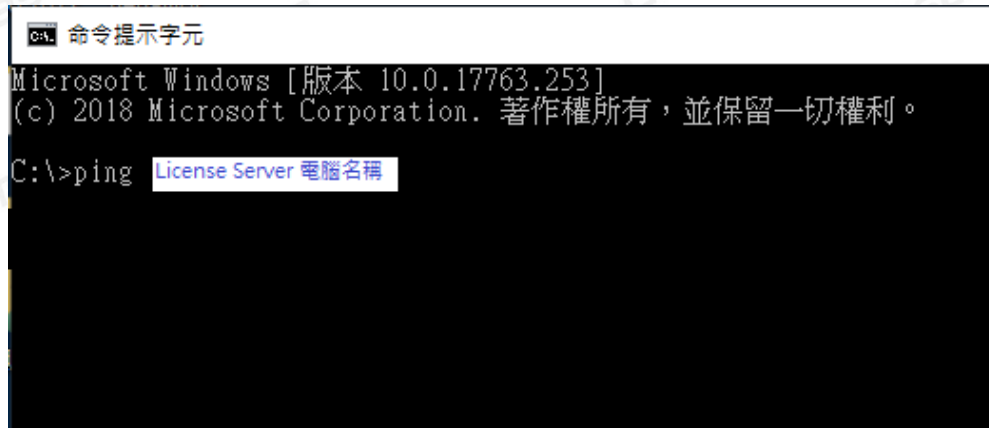 命令提示字元
Microsoft Windows [版本 10.0.17763.253]
(c) 2018 Microsoft Corporation. 著作權所有，並保留一切權利。
C:\>ping License Server 電腦名稱